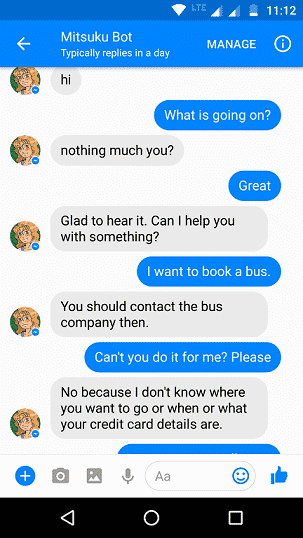 LTE 11:12
Mitsuku Bot
Typically replies in a day
MANAGE
hi
What is going on?
nothing much you?
Great
Glad to hear it. Can I help you
with something?
I want to book a bus.
You should contact the bus
company then.
Can't you do it for me? Please
No because I don't know where
you want to go or when or what
your credit card details are.
Aa